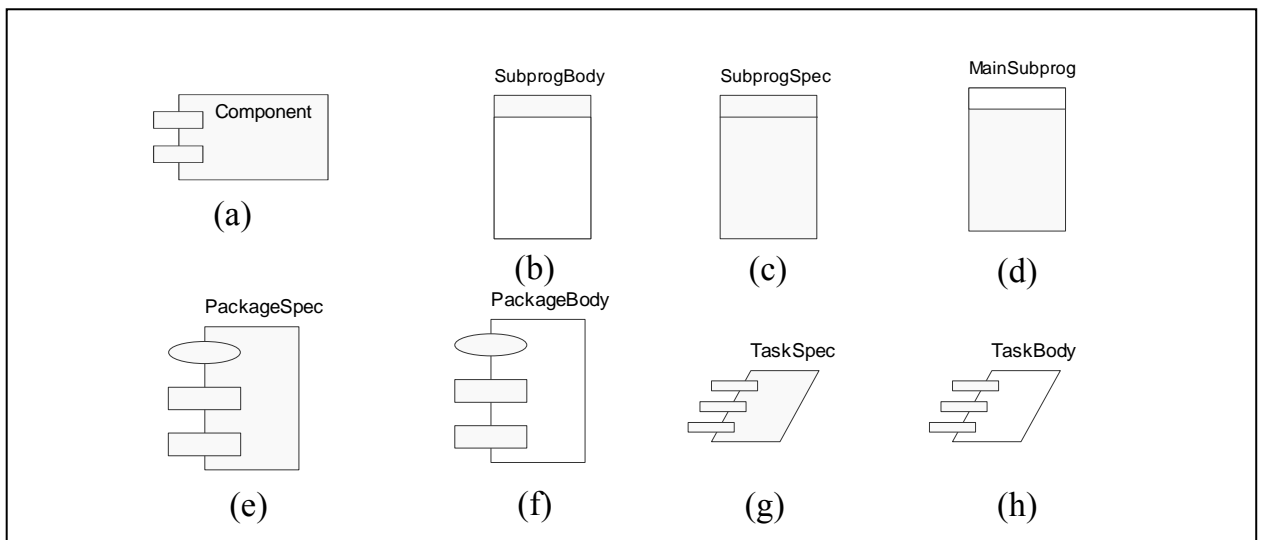 SubprogBody
SubprogSpec
MainSubprog
Component
(a)
(b)
(c)
(d)
PackageSpec
PackageBody
TaskSpec
TaskBody
(e)
(f)
(g)
(h)